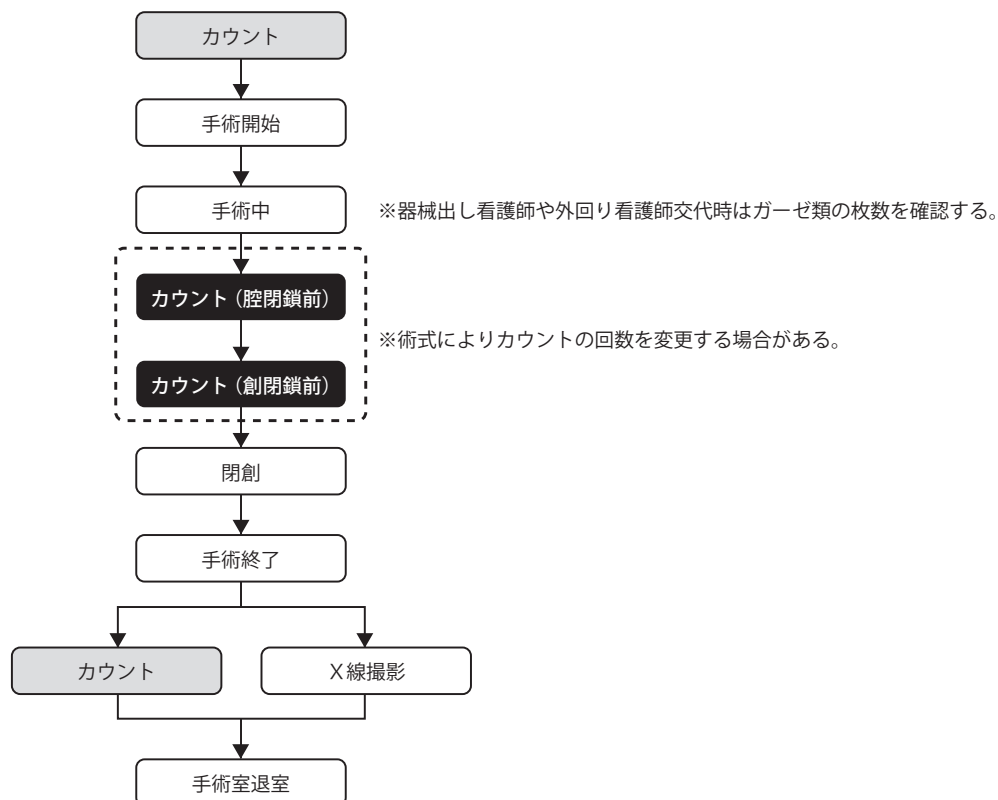 カウント
手術開始
手術中
※器械出し看護師や外回り看護師交代時はガーゼ類の枚数を確認する。
カウント（腔閉鎖前）
※術式によりカウントの回数を変更する場合がある。
カウント（創閉鎖前）
閉創
手術終了
カウント
X線撮影
手術室退室